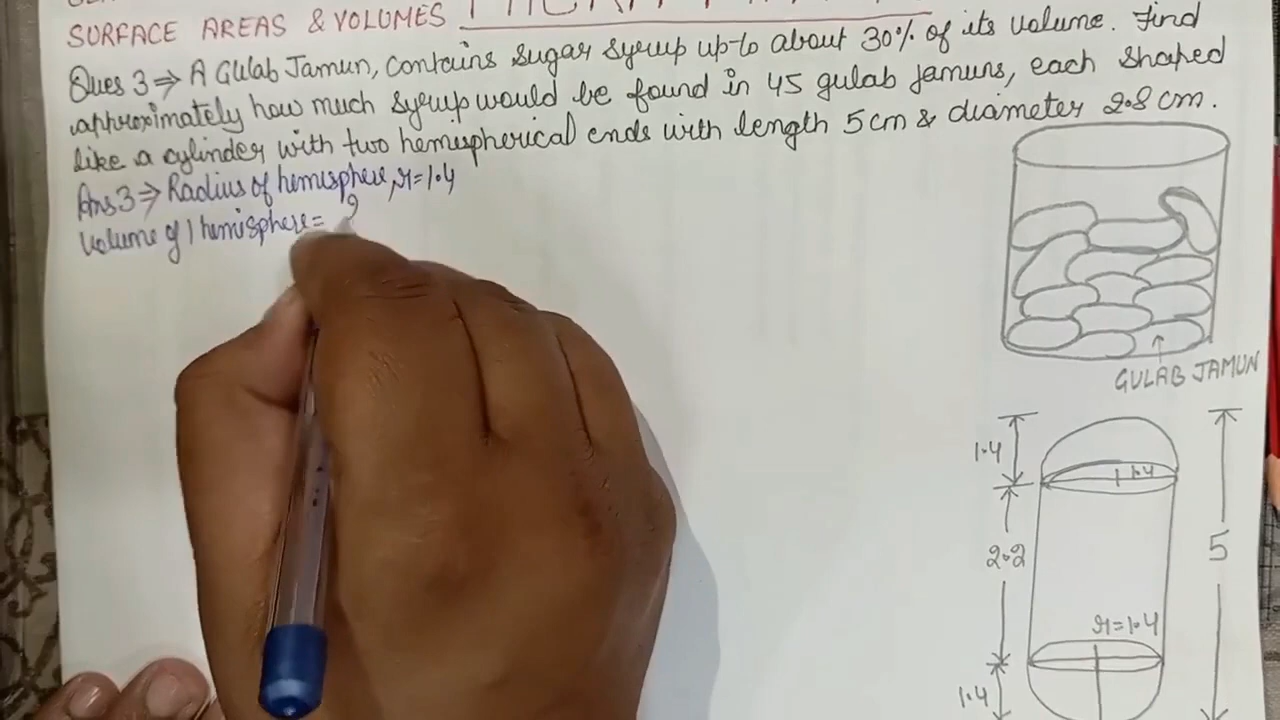 SURFACE AREAS & VOLUMES
Ques 3 ⇒ A Gulab Jamun, contains sugar syrup up to about 30% of its volume. Find
approximately how much syrup would be found in 45 gulab jamuns, each shaped
like a cylinder with two hemispherical ends with length 5 cm & diameter 2.8 cm.
Ans 3 ⇒ Radius of hemisphere, r = 1.4
Volume of 1 hemisphere = 2
GULAB JAMUN
1.4
1.4
2.2
5
r = 1.4
1.4